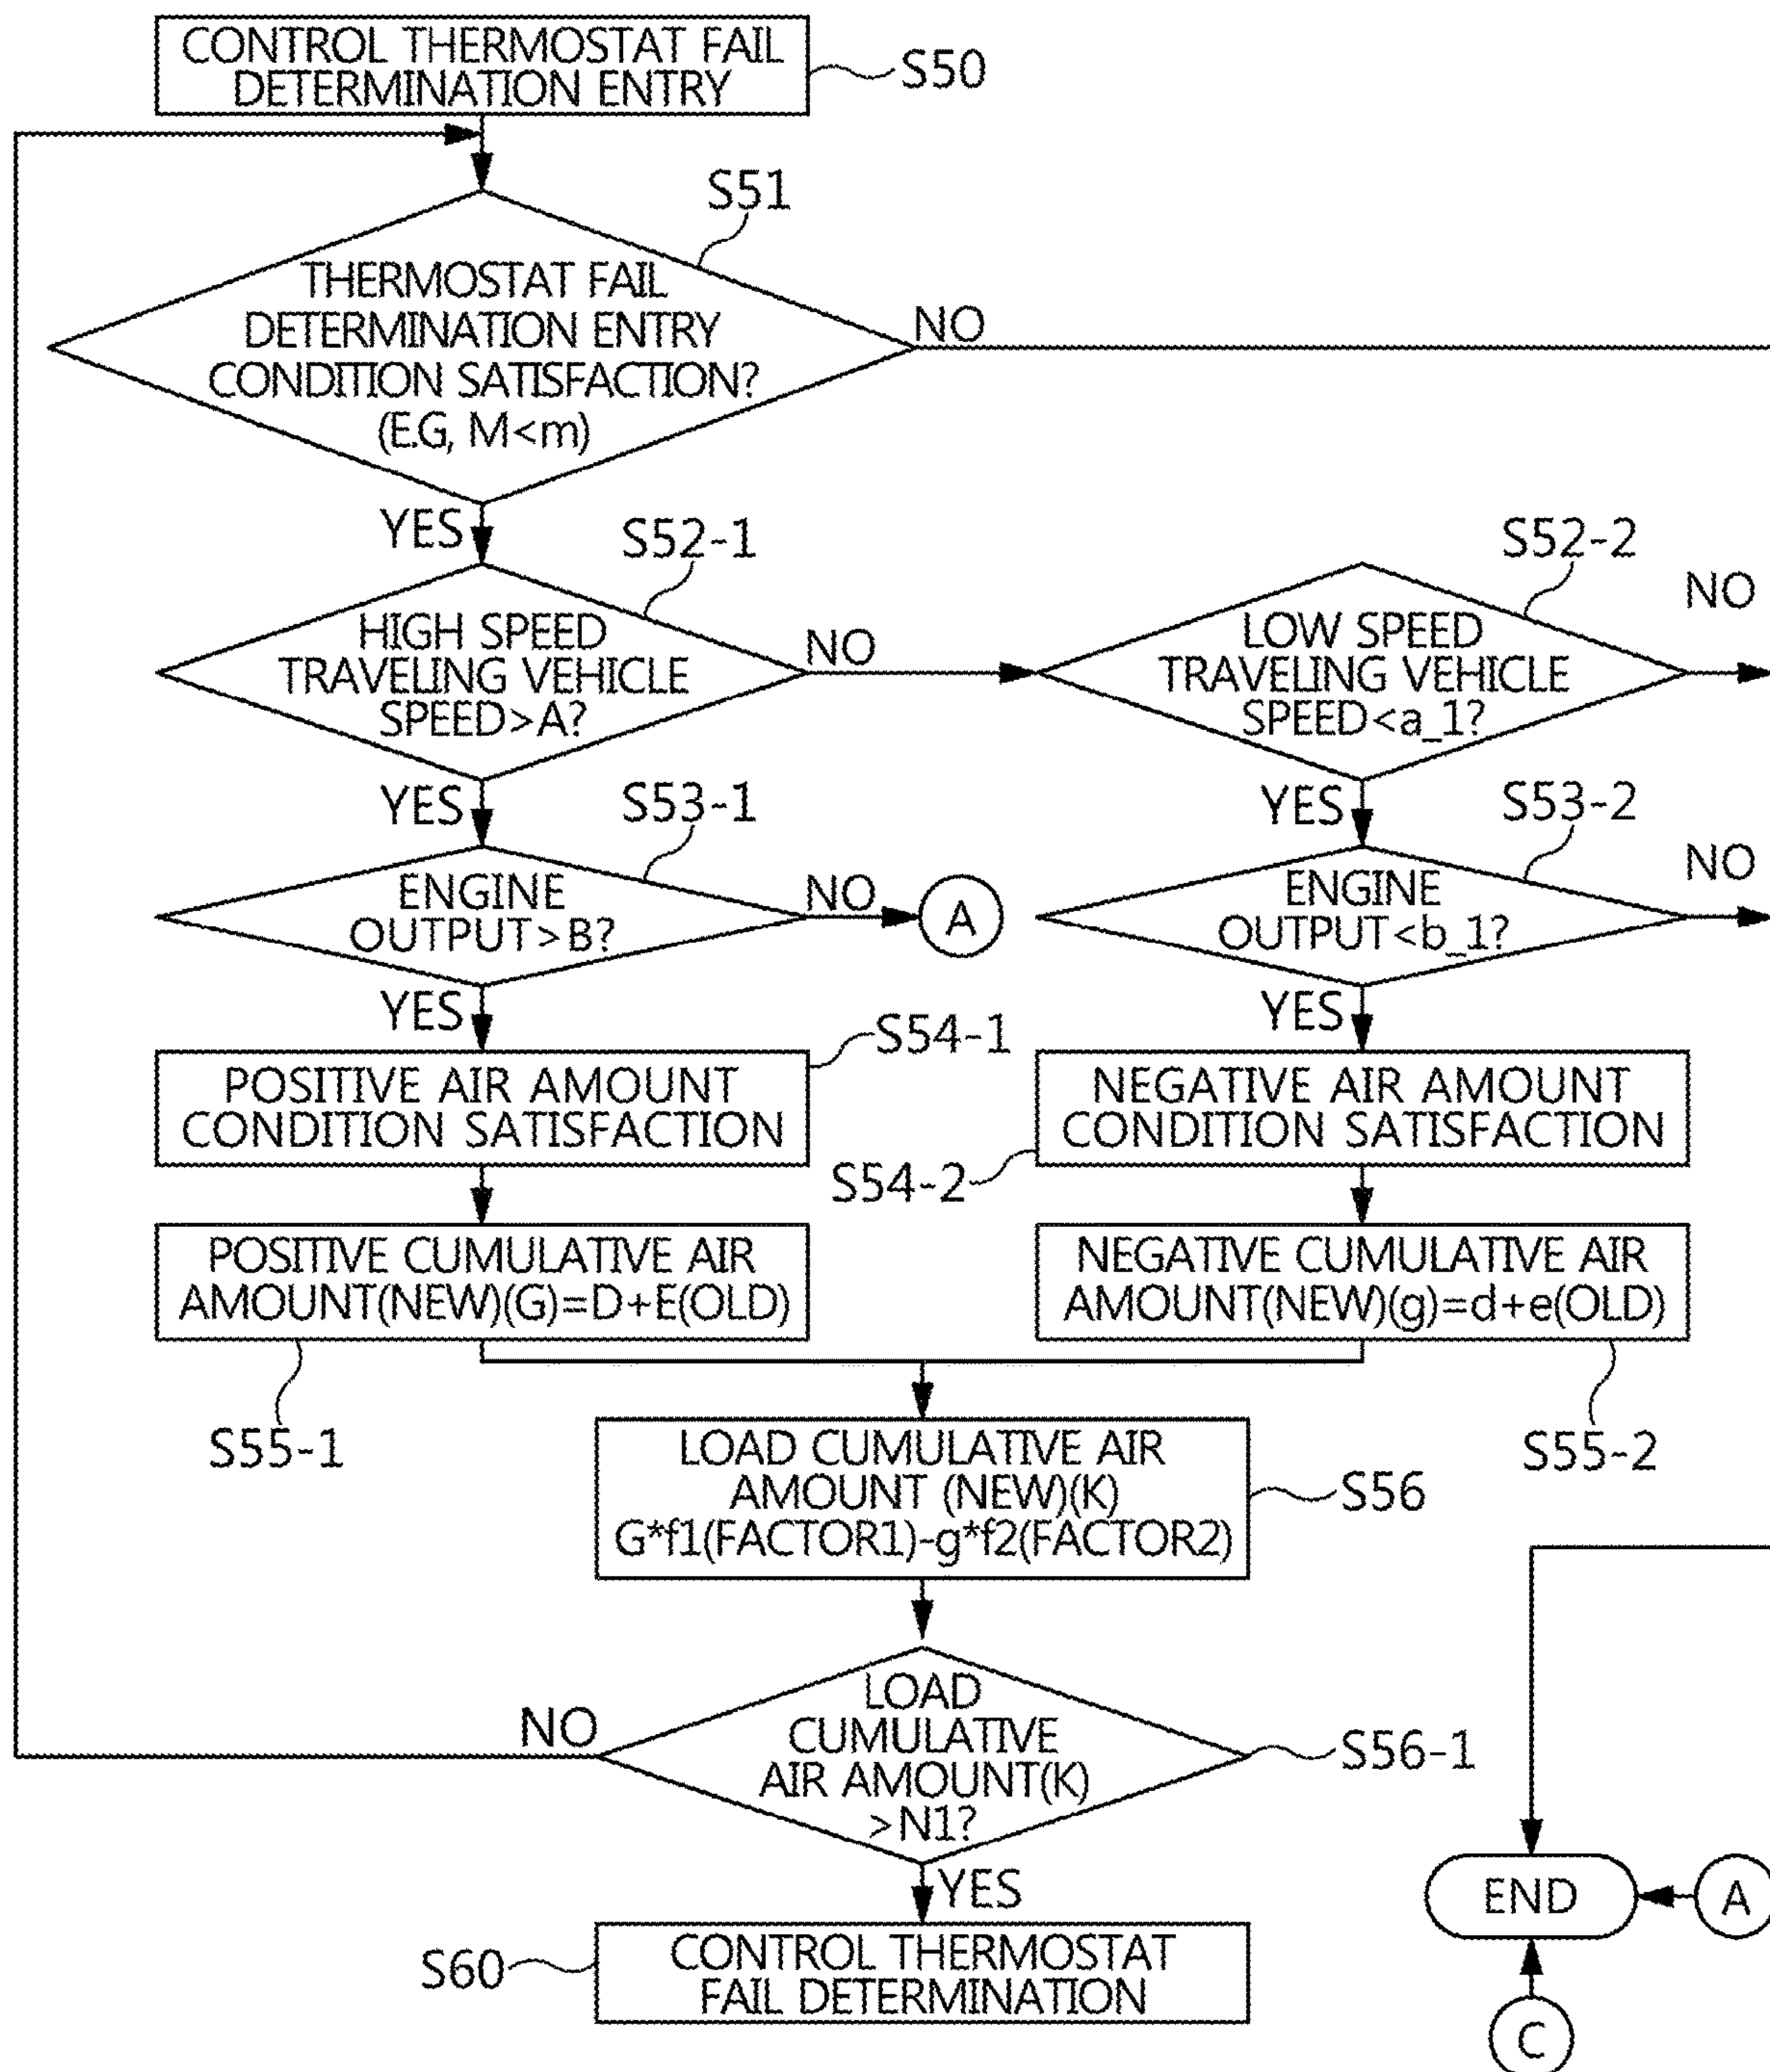 CONTROL THERMOSTAT FAIL
DETERMINATION ENTRY
S50
S51
THERMOSTAT FAIL
DETERMINATION ENTRY
CONDITION SATISFACTION?
(E.G, M<m)
NO
YES
S52-1
HIGH SPEED
TRAVELING VEHICLE
SPEED>A?
NO
S52-2
LOW SPEED
TRAVELING VEHICLE
SPEED<a_1?
NO
YES
S53-1
ENGINE
OUTPUT>B?
NO
A
YES
S53-2
ENGINE
OUTPUT<b_1?
NO
YES
S54-1
POSITIVE AIR AMOUNT
CONDITION SATISFACTION
YES
NEGATIVE AIR AMOUNT
CONDITION SATISFACTION
S54-2
POSITIVE CUMULATIVE AIR
AMOUNT(NEW)(G)=D+E(OLD)
S55-1
NEGATIVE CUMULATIVE AIR
AMOUNT(NEW)(g)=d+e(OLD)
S55-2
LOAD CUMULATIVE AIR
AMOUNT (NEW)(K)
G*f1(FACTOR1)-g*f2(FACTOR2)
S56
LOAD
CUMULATIVE
AIR AMOUNT(K)
>N1?
NO
S56-1
YES
S60
CONTROL THERMOSTAT
FAIL DETERMINATION
END
A
C